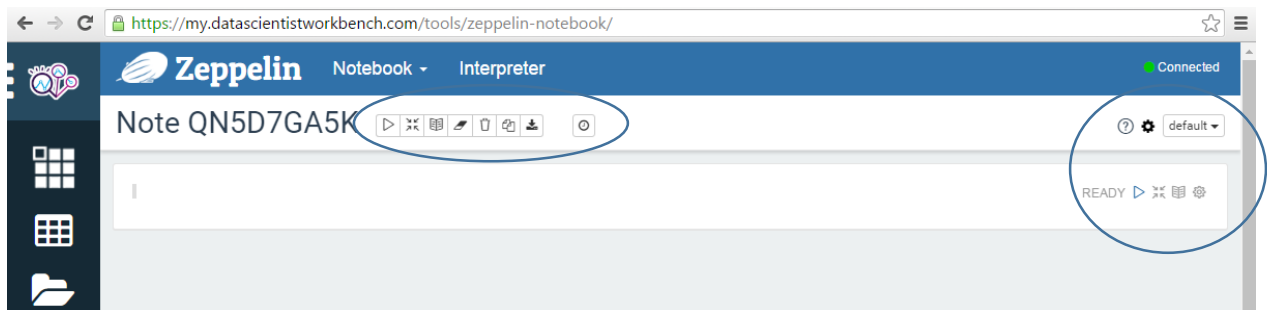 https://my.datascientistworkbench.com/tools/zeppelin-notebook/
Zeppelin Notebook Interpreter Connected
Note QN5D7GA5K default
READY